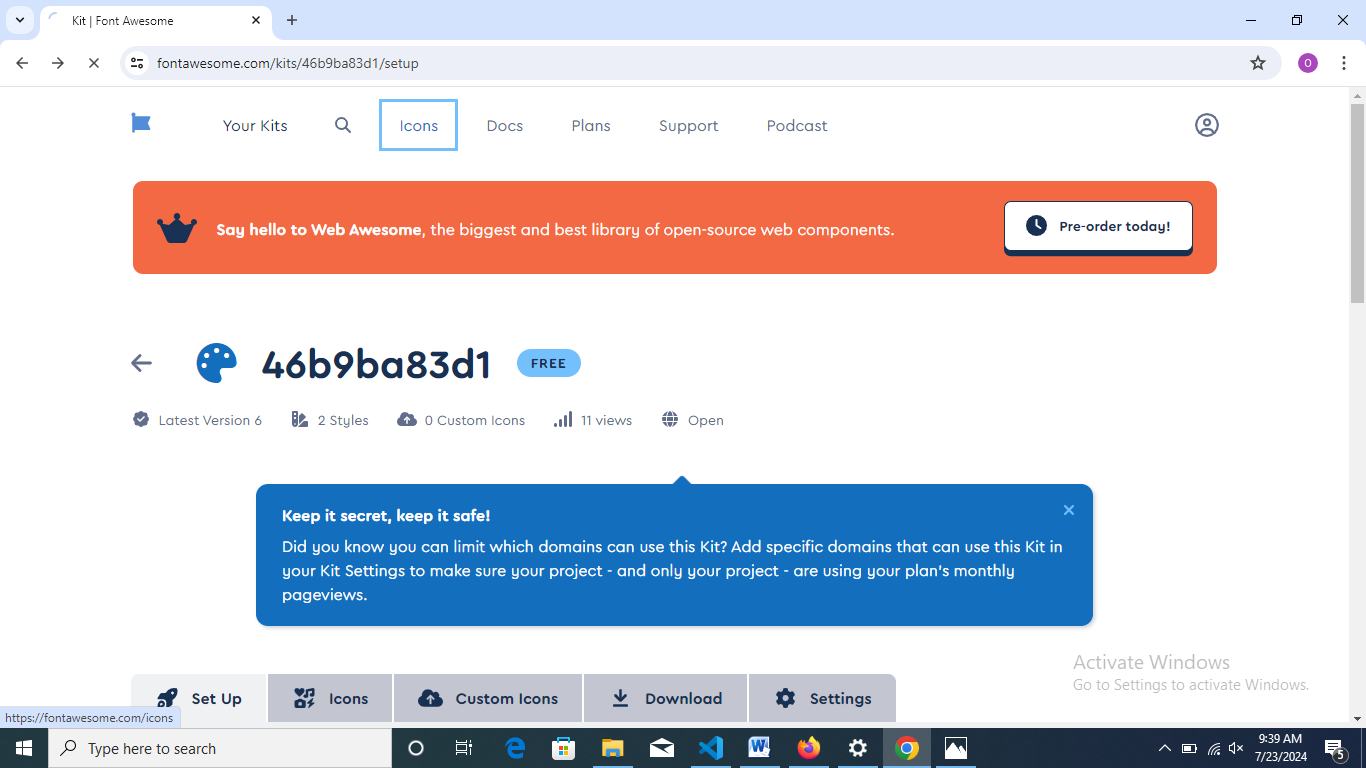 Kit | Font Awesome
fontawesome.com/kits/46b9ba83d1/setup
O
Your Kits Icons Docs Plans Support Podcast
Say hello to Web Awesome, the biggest and best library of open-source web components.
Pre-order today!
46b9ba83d1 FREE
Latest Version 6 2 Styles 0 Custom Icons 11 views Open
Keep it secret, keep it safe!
Did you know you can limit which domains can use this Kit? Add specific domains that can use this Kit in
your Kit Settings to make sure your project - and only your project - are using your plan's monthly
pageviews.
Activate Windows
Go to Settings to activate Windows.
Set Up Icons Custom Icons Download Settings
https://fontawesome.com/icons
Type here to search
9:39 AM
7/23/2024
5